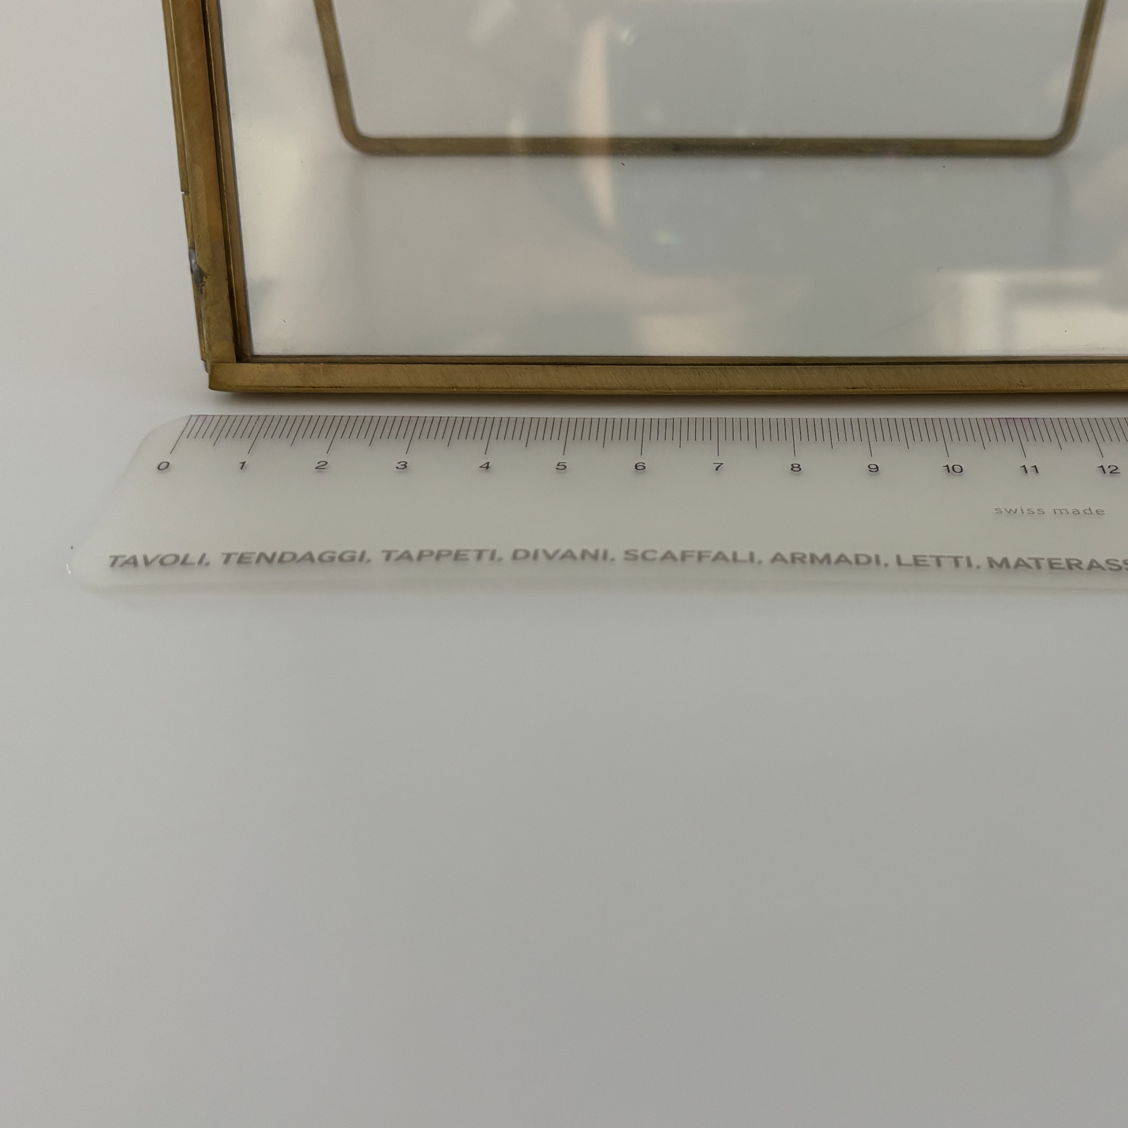 0 1 2 3 4 5 6 7 8 9 10 11 12
swiss made
TAVOLI, TENDAGGI, TAPPETI, DIVANI, SCAFFALI, ARMADI, LETTI, MATERASS